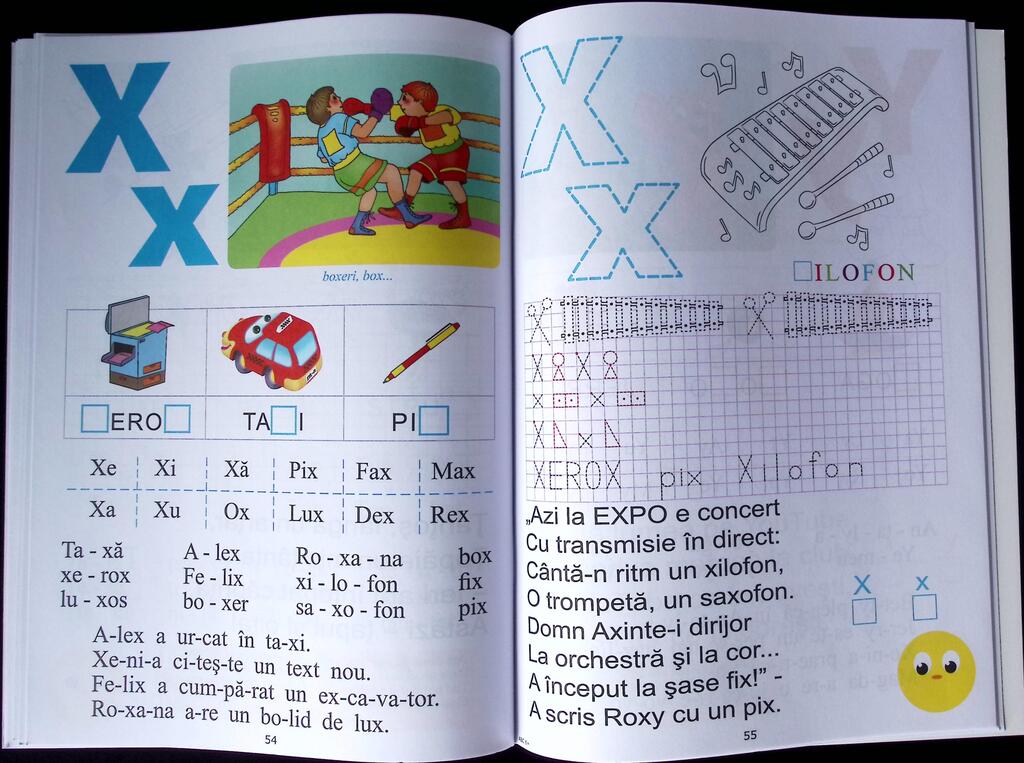 X
x
boxeri, box...
ERO
TA I
PI
Xe Xi Xă Pix Fax Max
Xa Xu Ox Lux Dex Rex
Ta - xă A - lex Ro - xa - na box
xe - rox Fe - lix xi - lo - fon fix
lu - xos bo - xer sa - xo - fon pix
A-lex a ur-cat în ta-xi.
Xe-ni-a ci-teş-te un text nou.
Fe-lix a cum-pă-rat un ex-ca-va-tor.
Ro-xa-na a-re un bo-lid de lux.
54
X
x
ILOFON
X X
x x
X x
XEROX pix Xilofon
„Azi la EXPO e concert
Cu transmisie în direct:
Cântă-n ritm un xilofon,
O trompetă, un saxofon.
Domn Axinte-i dirijor
La orchestră şi la cor...
A început la şase fix!” -
A scris Roxy cu un pix.
X x
55